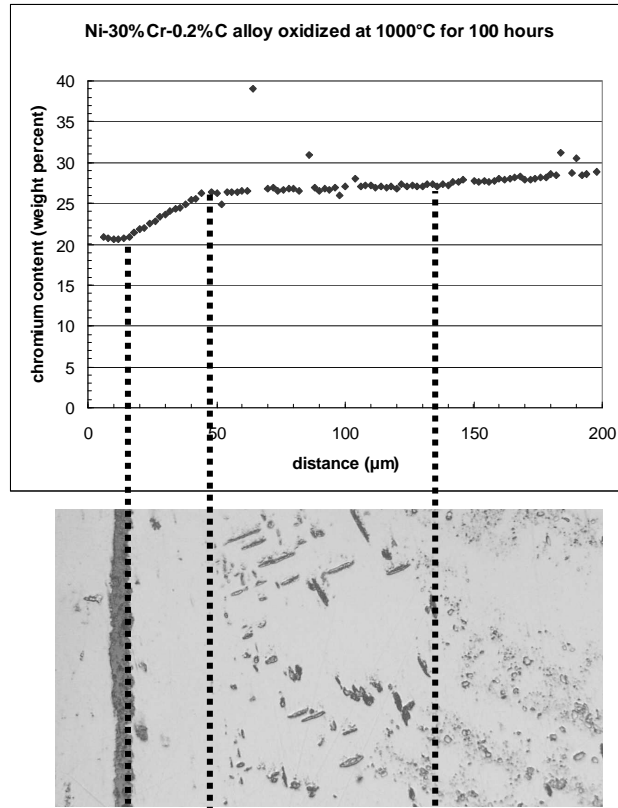 Ni-30%Cr-0.2%C alloy oxidized at 1000°C for 100 hours
chromium content (weight percent)
40
35
30
25
20
15
10
5
0
0 50 100 150 200
distance (µm)